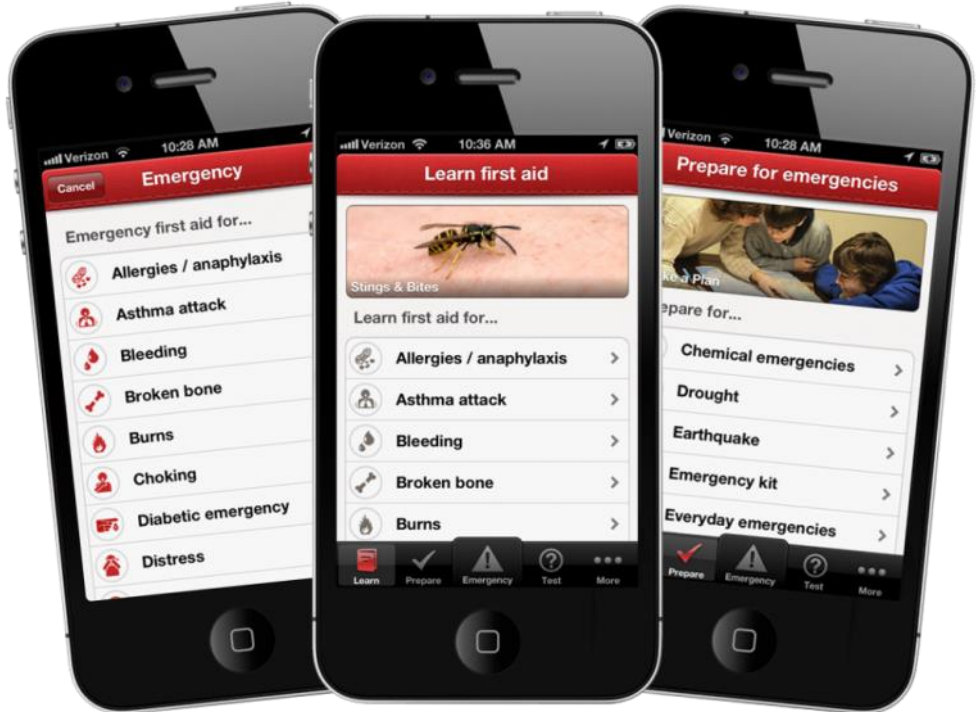 Verizon 10:28 AM
Cancel Emergency
Emergency first aid for...
Allergies / anaphylaxis
Asthma attack
Bleeding
Broken bone
Burns
Choking
Diabetic emergency
Distress
Verizon 10:36 AM
Learn first aid
Stings & Bites
Learn first aid for...
Allergies / anaphylaxis
Asthma attack
Bleeding
Broken bone
Burns
Learn Prepare Emergency Test More
Verizon 10:28 AM
Prepare for emergencies
ke a Plan
epare for...
Chemical emergencies
Drought
Earthquake
Emergency kit
Everyday emergencies
Prepare Emergency Test More